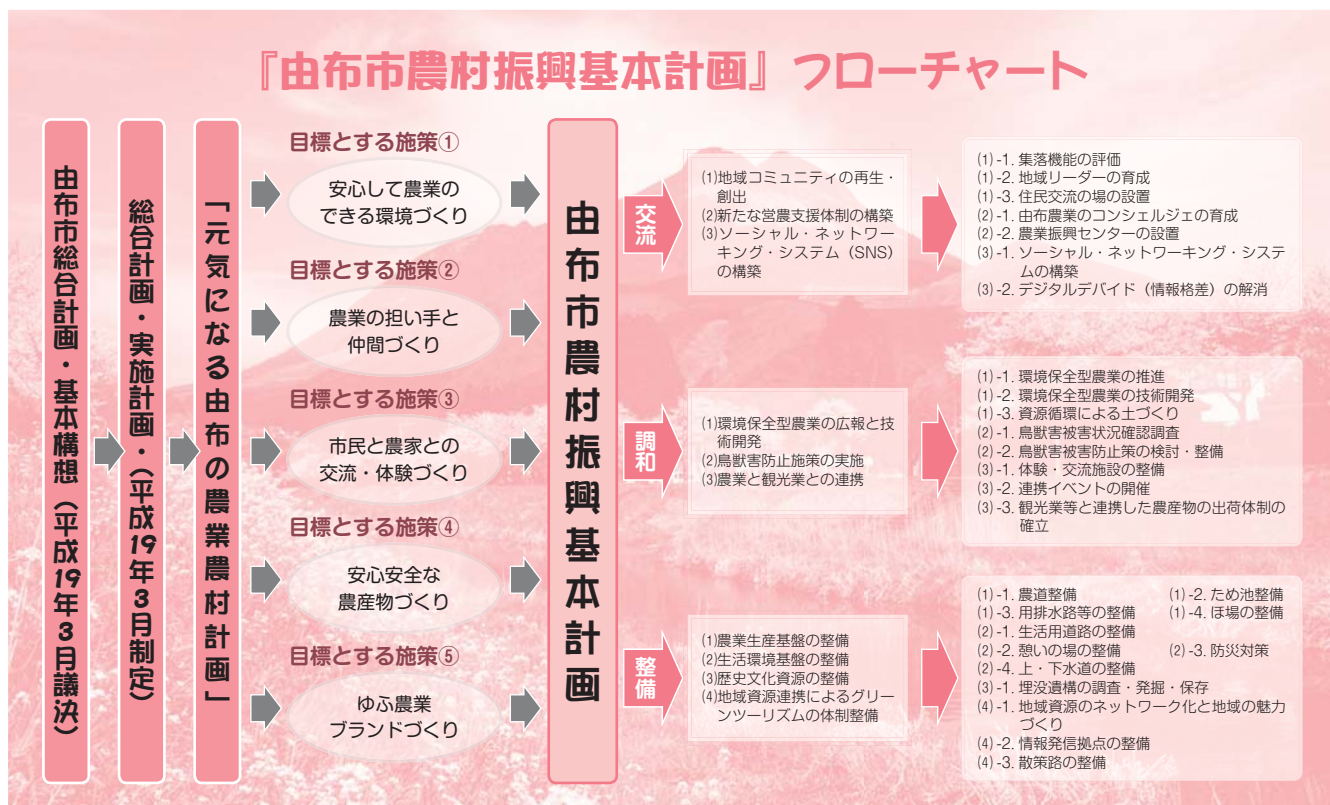 『由布市農村振興基本計画』フローチャート
由布市総合計画・基本構想（平成19年3月議決）
総合計画・実施計画・（平成19年3月制定）
「元気になる由布の農業農村計画」
目標とする施策①
安心して農業の
できる環境づくり
目標とする施策②
農業の担い手と
仲間づくり
目標とする施策③
市民と農家との
交流・体験づくり
目標とする施策④
安心安全な
農産物づくり
目標とする施策⑤
ゆふ農業
ブランドづくり
由布市農村振興基本計画
交流
(1)地域コミュニティの再生・
創出
(2)新たな営農支援体制の構築
(3)ソーシャル・ネットワー
キング・システム（SNS）
の構築
(1)-1. 集落機能の評価
(1)-2. 地域リーダーの育成
(1)-3. 住民交流の場の設置
(2)-1. 由布農業のコンシェルジェの育成
(2)-2. 農業振興センターの設置
(3)-1. ソーシャル・ネットワーキング・システ
ムの構築
(3)-2. デジタルデバイド（情報格差）の解消
調和
(1)環境保全型農業の広報と技
術開発
(2)鳥獣害防止施策の実施
(3)農業と観光業との連携
(1)-1. 環境保全型農業の推進
(1)-2. 環境保全型農業の技術開発
(1)-3. 資源循環による土づくり
(2)-1. 鳥獣害被害状況確認調査
(2)-2. 鳥獣害被害防止策の検討・整備
(3)-1. 体験・交流施設の整備
(3)-2. 連携イベントの開催
(3)-3. 観光業等と連携した農産物の出荷体制の
確立
整備
(1)農業生産基盤の整備
(2)生活環境基盤の整備
(3)歴史文化資源の整備
(4)地域資源連携によるグリー
ンツーリズムの体制整備
(1)-1. 農道整備 (1)-2. ため池整備
(1)-3. 用排水路等の整備 (1)-4. ほ場の整備
(2)-1. 生活用道路の整備
(2)-2. 憩いの場の整備 (2)-3. 防災対策
(2)-4. 上・下水道の整備
(3)-1. 埋没遺構の調査・発掘・保存
(4)-1. 地域資源のネットワーク化と地域の魅力
づくり
(4)-2. 情報発信拠点の整備
(4)-3. 散策路の整備